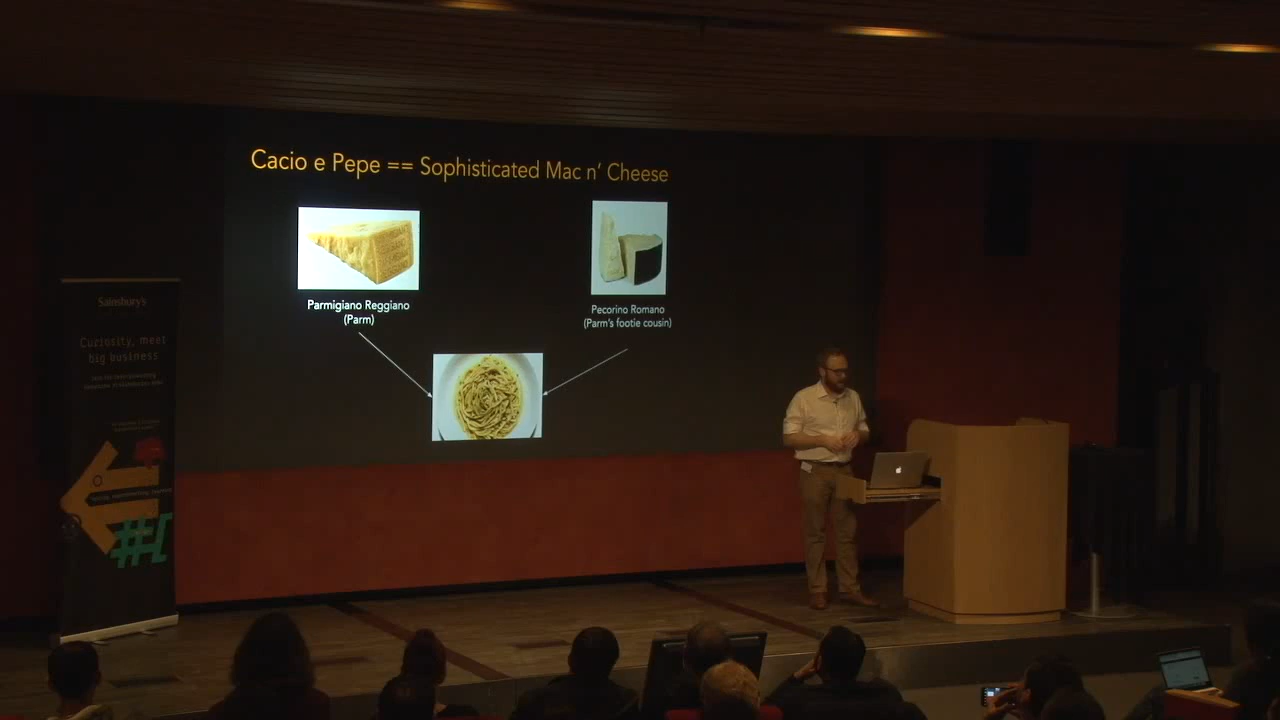 Cacio e Pepe == Sophisticated Mac n' Cheese
Parmigiano Reggiano
(Parm)
Pecorino Romano
(Parm's footie cousin)
Sainsbury's
Curiosity, meet
big business